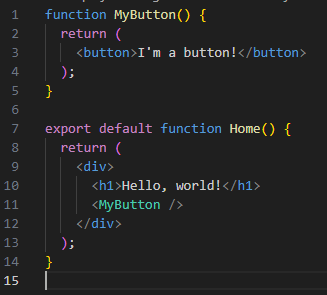 1 function MyButton() {
2   return (
3     <button>I'm a button!</button>
4   );
5 }
6
7 export default function Home() {
8   return (
9     <div>
10       <h1>Hello, world!</h1>
11       <MyButton />
12     </div>
13   );
14 }
15